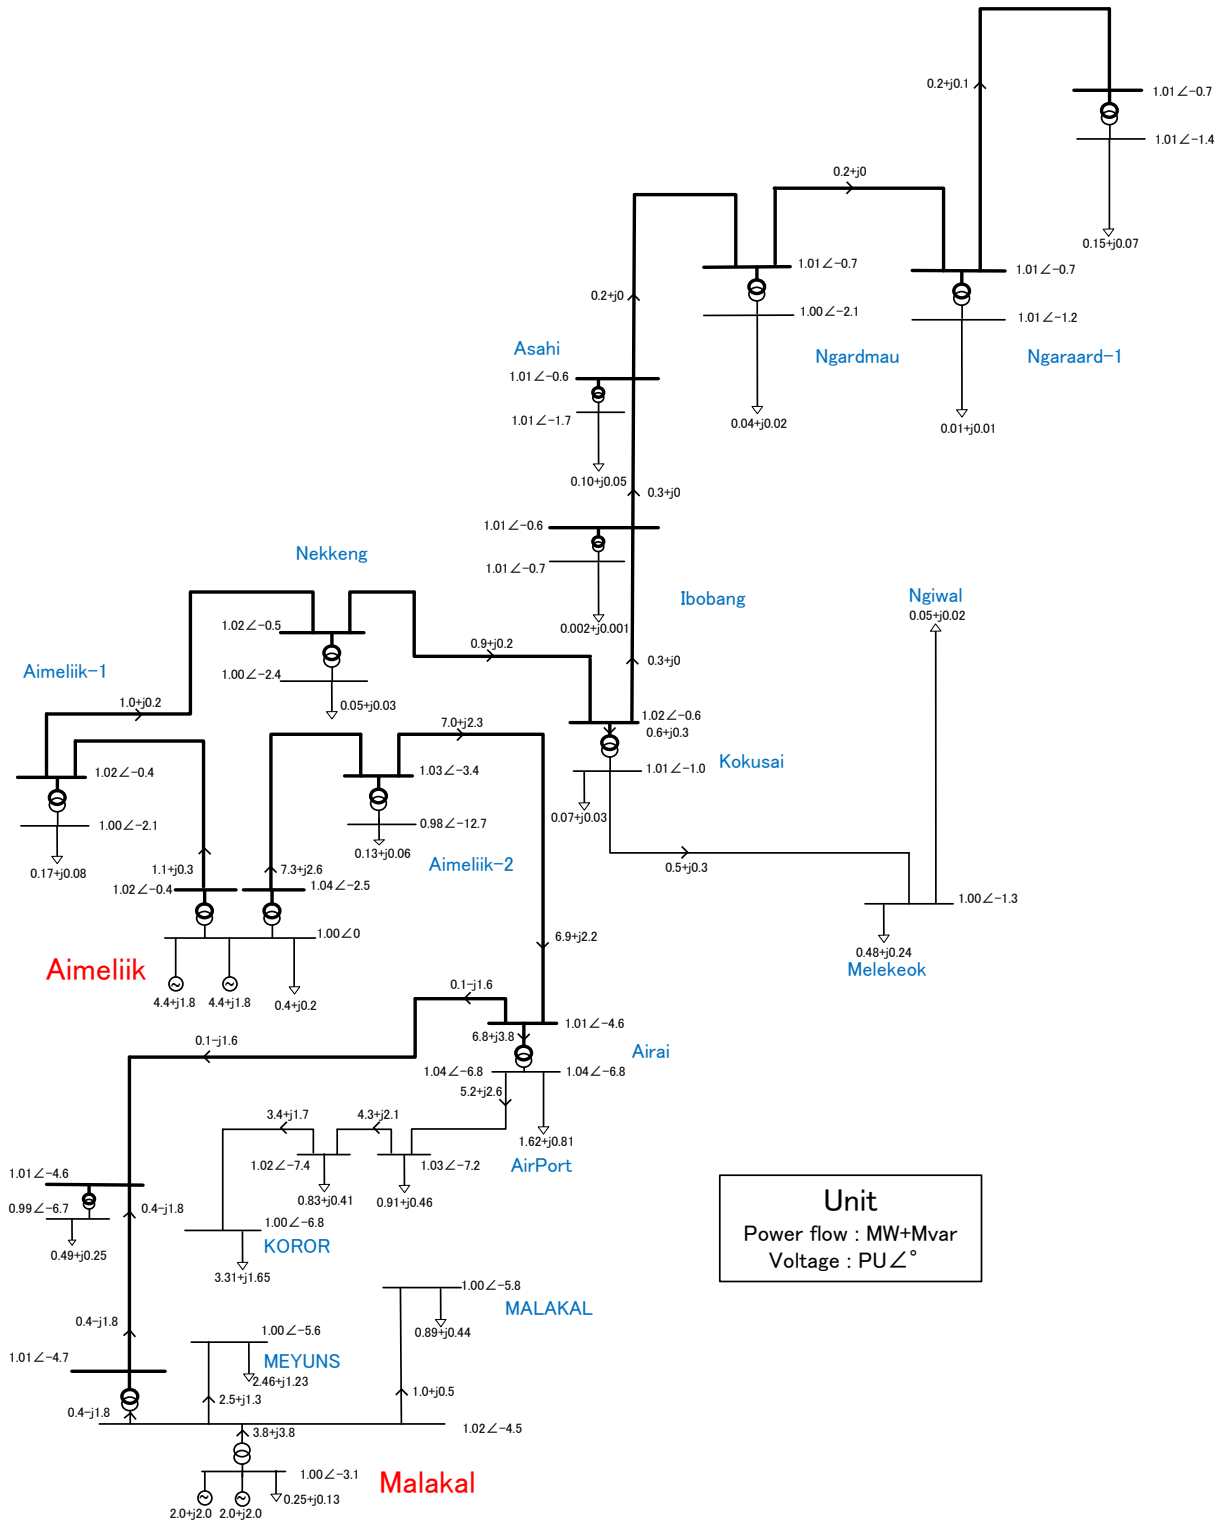 0.2+j0.1
1.01∠-0.7
1.01∠-1.4
0.15+j0.07
0.2+j0
1.01∠-0.7
1.00∠-2.1
Ngardmau
0.04+j0.02
1.01∠-0.7
1.01∠-1.2
Ngaraard-1
0.01+j0.01
0.2+j0
Asahi
1.01∠-0.6
1.01∠-1.7
0.10+j0.05
0.3+j0
1.01∠-0.6
1.01∠-0.7
Ibobang
0.002+j0.001
0.3+j0
Nekkeng
1.02∠-0.5
1.00∠-2.4
0.05+j0.03
0.9+j0.2
Ngiwal
0.05+j0.02
Aimeliik-1
1.0+j0.2
1.02∠-0.4
1.00∠-2.1
0.17+j0.08
7.0+j2.3
1.03∠-3.4
0.98∠-12.7
0.13+j0.06
Aimeliik-2
1.02∠-0.6
0.6+j0.3
Kokusai
1.01∠-1.0
0.07+j0.03
0.5+j0.3
1.00∠-1.3
0.48+j0.24
Melekeok
1.1+j0.3
7.3+j2.6
1.02∠-0.4
1.04∠-2.5
1.00∠0
Aimeliik
4.4+j1.8
4.4+j1.8
0.4+j0.2
6.9+j2.2
0.1-j1.6
1.01∠-4.6
6.8+j3.8
Airai
0.1-j1.6
1.04∠-6.8
1.04∠-6.8
5.2+j2.6
1.62+j0.81
AirPort
3.4+j1.7
4.3+j2.1
1.02∠-7.4
1.03∠-7.2
0.83+j0.41
0.91+j0.46
1.01∠-4.6
0.99∠-6.7
0.4-j1.8
0.49+j0.25
1.00∠-6.8
KOROR
3.31+j1.65
Unit
Power flow : MW+Mvar
Voltage : PU∠°
1.00∠-5.8
MALAKAL
0.89+j0.44
0.4-j1.8
1.00∠-5.6
MEYUNS
2.46+j1.23
1.01∠-4.7
2.5+j1.3
1.0+j0.5
0.4-j1.8
1.02∠-4.5
3.8+j3.8
1.00∠-3.1
Malakal
0.25+j0.13
2.0+j2.0
2.0+j2.0